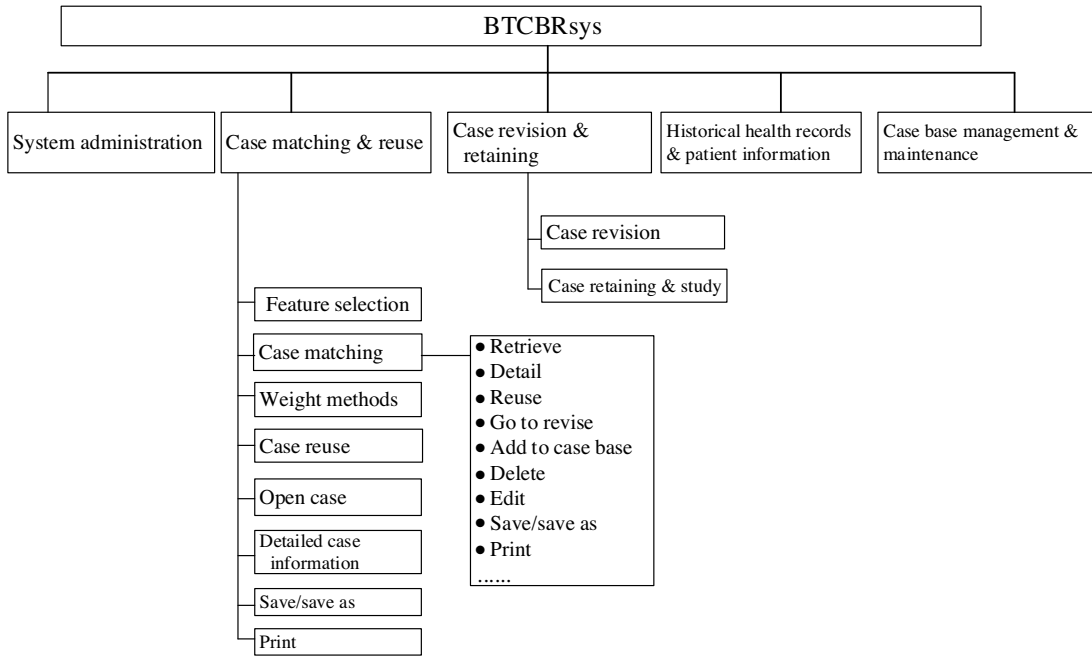 BTCBRsys
System administration
Case matching & reuse
Case revision &
retaining
Historical health records
& patient information
Case base management &
maintenance
Case revision
Case retaining & study
Feature selection
Case matching
Weight methods
Case reuse
Open case
Detailed case
information
Save/save as
Print
● Retrieve
● Detail
● Reuse
● Go to revise
● Add to case base
● Delete
● Edit
● Save/save as
● Print
......